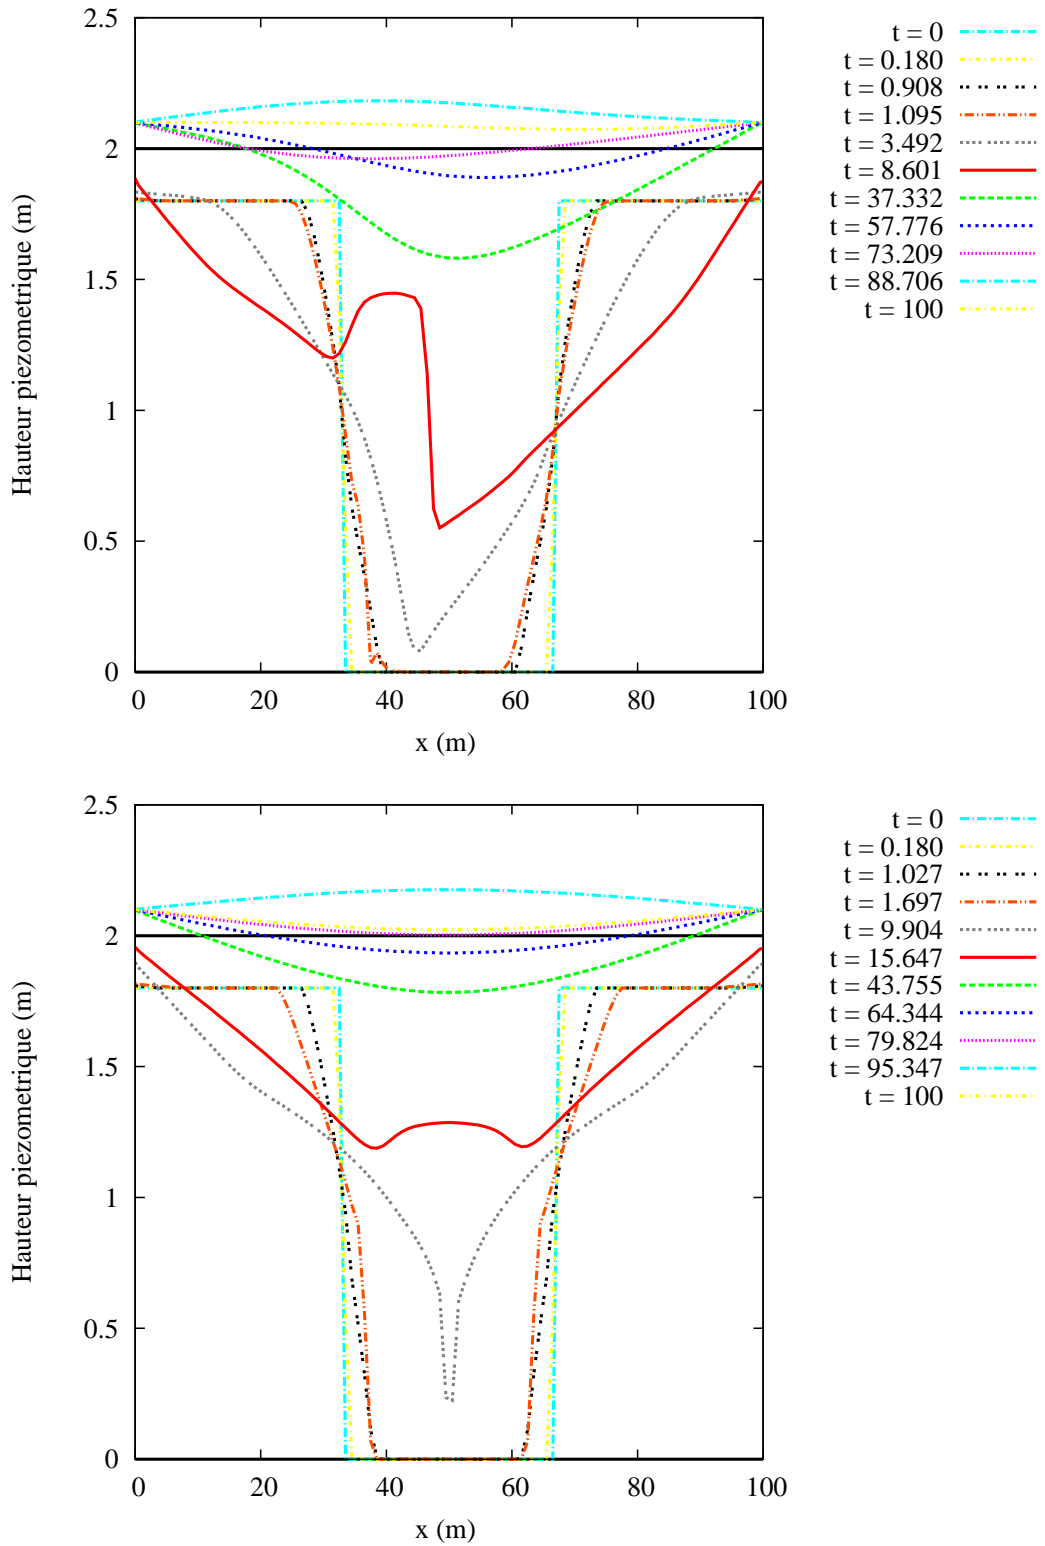 2.5
2
1.5
1
0.5
0
Hauteur piezometrique (m)
0 20 40 60 80 100
x (m)
t = 0
t = 0.180
t = 0.908
t = 1.095
t = 3.492
t = 8.601
t = 37.332
t = 57.776
t = 73.209
t = 88.706
t = 100
2.5
2
1.5
1
0.5
0
Hauteur piezometrique (m)
0 20 40 60 80 100
x (m)
t = 0
t = 0.180
t = 1.027
t = 1.697
t = 9.904
t = 15.647
t = 43.755
t = 64.344
t = 79.824
t = 95.347
t = 100